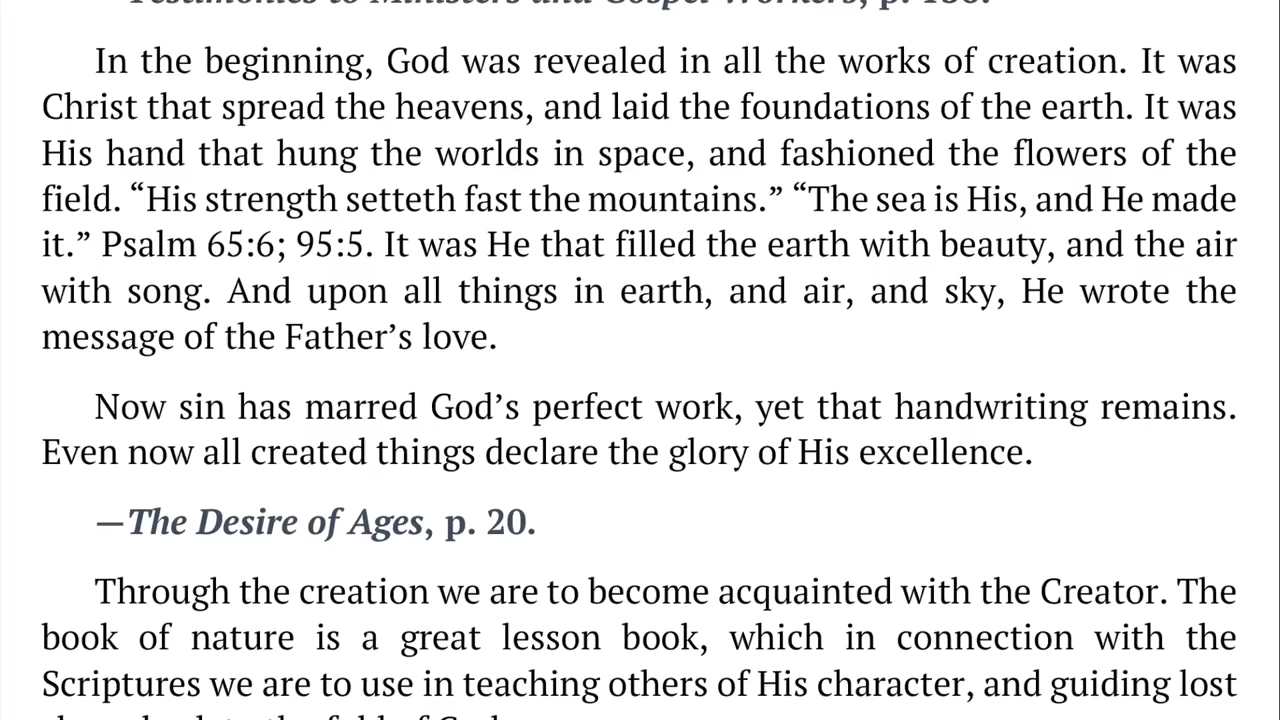 Testimonies to Ministers and Gospel Workers, p.
In the beginning, God was revealed in all the works of creation. It was
Christ that spread the heavens, and laid the foundations of the earth. It was
His hand that hung the worlds in space, and fashioned the flowers of the
field. “His strength setteth fast the mountains.” “The sea is His, and He made
it.” Psalm 65:6; 95:5. It was He that filled the earth with beauty, and the air
with song. And upon all things in earth, and air, and sky, He wrote the
message of the Father’s love.
Now sin has marred God’s perfect work, yet that handwriting remains.
Even now all created things declare the glory of His excellence.
—The Desire of Ages, p. 20.
Through the creation we are to become acquainted with the Creator. The
book of nature is a great lesson book, which in connection with the
Scriptures we are to use in teaching others of His character, and guiding lost